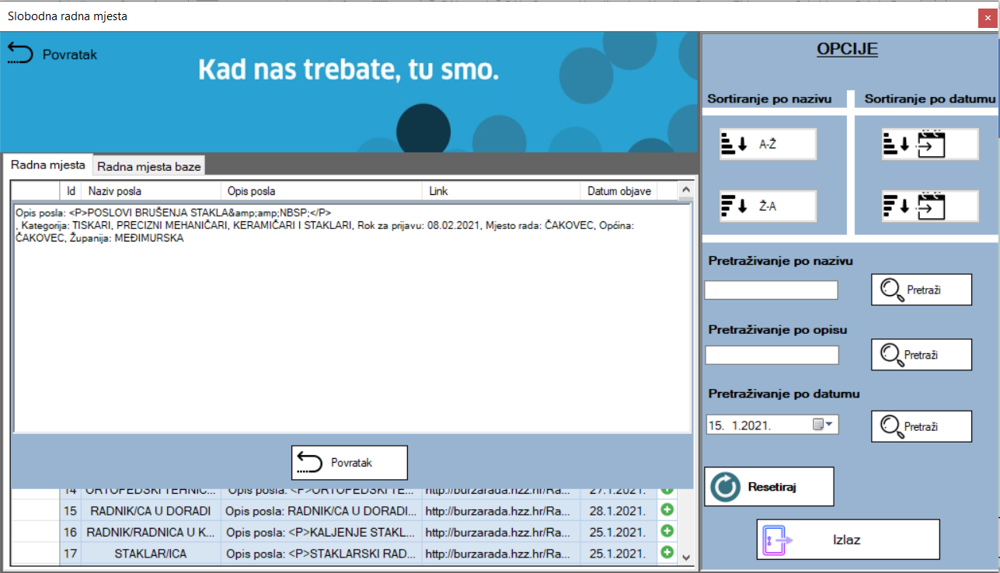 Slobodna radna mjesta
Povratak
Kad nas trebate, tu smo.
Radna mjesta
Radna mjesta baze
Id Naziv posla Opis posla Link Datum objave
Opis posla: <P>POSLOVI BRUŠENJA STAKLA&amp;amp;NBSP;</P>
, Kategorija: TISKARI, PRECIZNI MEHANIČARI, KERAMIČARI I STAKLARI, Rok za prijavu: 08.02.2021, Mjesto rada: ČAKOVEC, Općina:
ČAKOVEC, Županija: MEĐIMURSKA
Povratak
14 ORTOPEDSKI TEHNIČ... Opis posla: <P>ORTOPEDSKI TE... http://burzarada.hzz.hr/Ra... 27.1.2021.
15 RADNIK/CA U DORADI Opis posla: RADNIK/CA U DORADI... http://burzarada.hzz.hr/Ra... 28.1.2021.
16 RADNIK/RADNICA U K... Opis posla: <P>KALJENJE STAKL... http://burzarada.hzz.hr/Ra... 25.1.2021.
17 STAKLAR/ICA Opis posla: <P>STAKLARSKI RAD... http://burzarada.hzz.hr/Ra... 25.1.2021.
OPCIJE
Sortiranje po nazivu
Sortiranje po datumu
A-Ž
Ž-A
Pretraživanje po nazivu
Pretraži
Pretraživanje po opisu
Pretraži
Pretraživanje po datumu
15. 1.2021.
Pretraži
Resetiraj
Izlaz